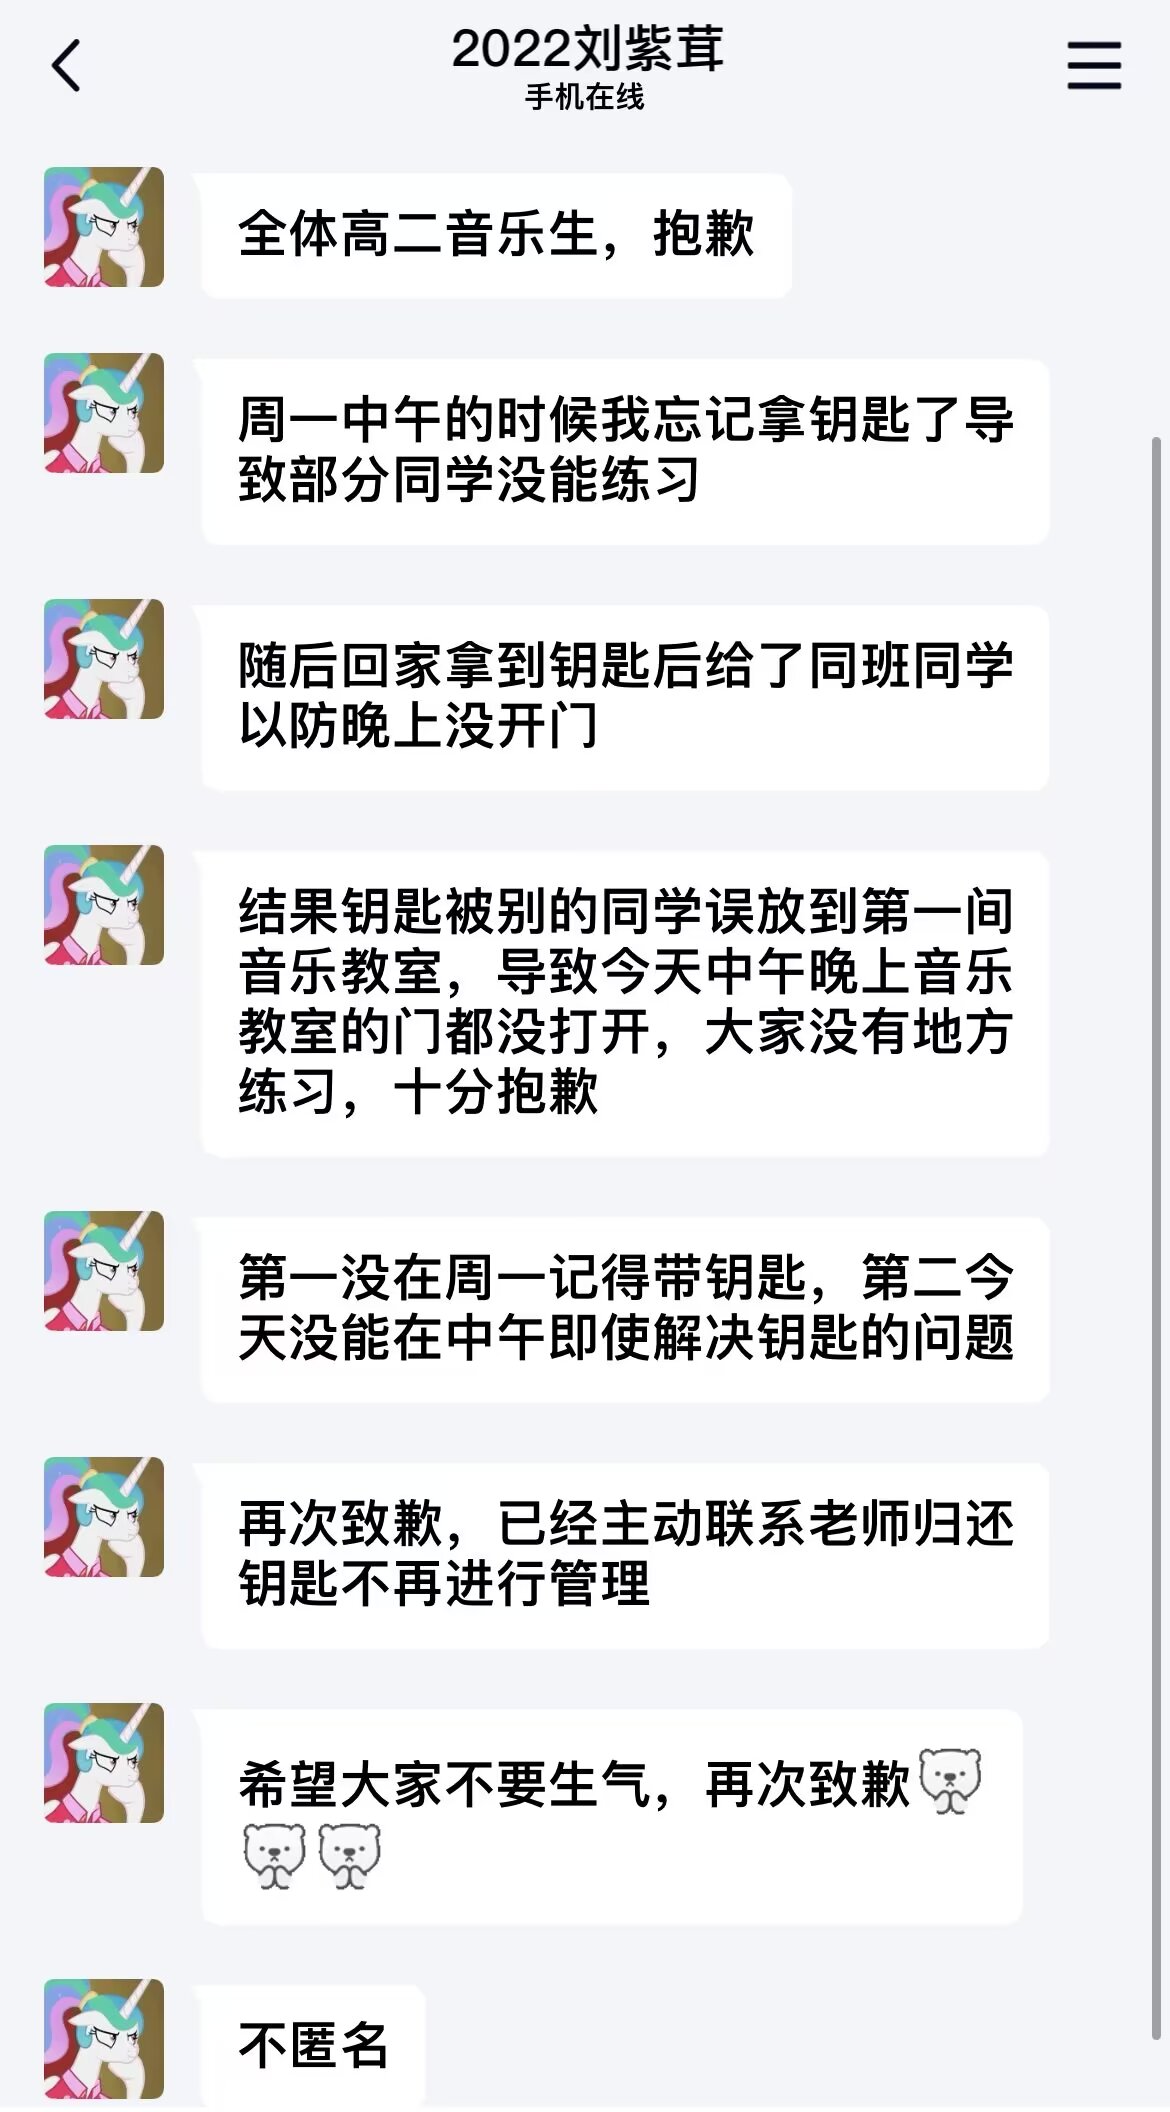 2022刘紫茸
手机在线
全体高二音乐生，抱歉
周一中午的时候我忘记拿钥匙了导
致部分同学没能练习
随后回家拿到钥匙后给了同班同学
以防晚上没开门
结果钥匙被别的同学误放到第一间
音乐教室，导致今天中午晚上音乐
教室的门都没打开，大家没有地方
练习，十分抱歉
第一没在周一记得带钥匙，第二今
天没能在中午即使解决钥匙的问题
再次致歉，已经主动联系老师归还
钥匙不再进行管理
希望大家不要生气，再次致歉
不匿名